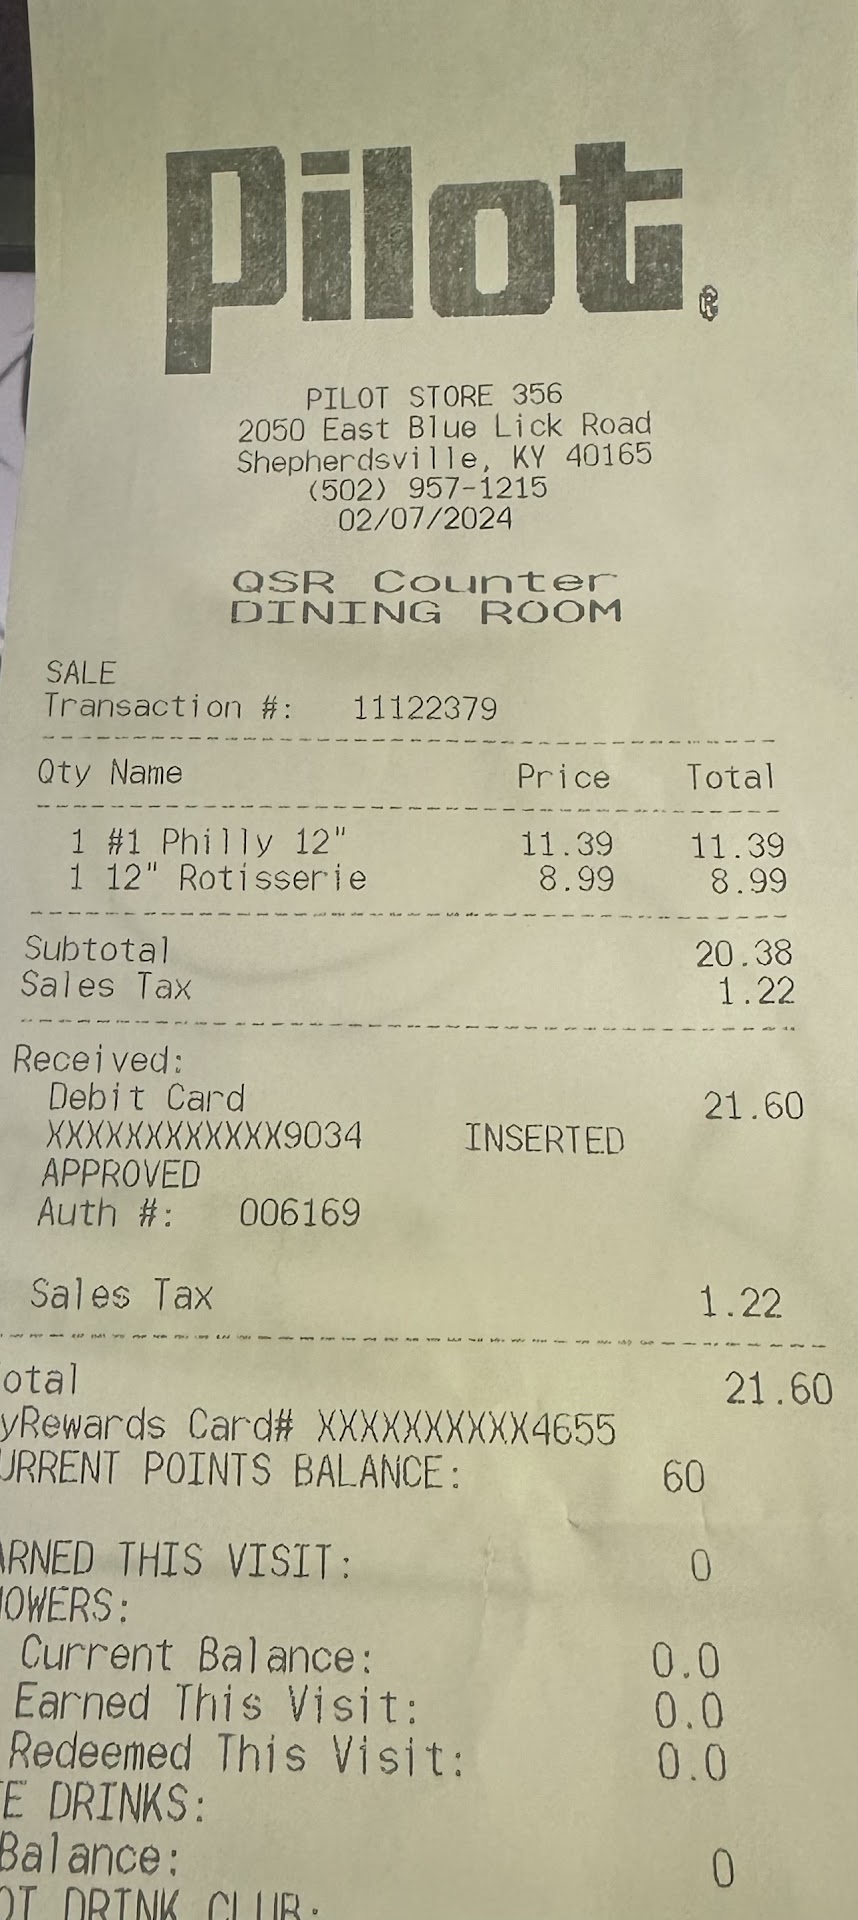 Pilot®
PILOT STORE 356
2050 East Blue Lick Road
Shepherdsville, KY 40165
(502) 957-1215
02/07/2024
QSR Counter
DINING ROOM
SALE
Transaction #: 11122379
Qty Name Price Total
1 #1 Philly 12" 11.39 11.39
1 12" Rotisserie 8.99 8.99
Subtotal 20.38
Sales Tax 1.22
Received:
Debit Card 21.60
XXXXXXXXXXXX9034 INSERTED
APPROVED
Auth #: 006169
Sales Tax 1.22
otal 21.60
yRewards Card# XXXXXXXXXX4655
URRENT POINTS BALANCE: 60
ARNED THIS VISIT: 0
HOWERS:
Current Balance: 0.0
Earned This Visit: 0.0
Redeemed This Visit: 0.0
E DRINKS:
Balance: 0
OT DRINK CLUB: